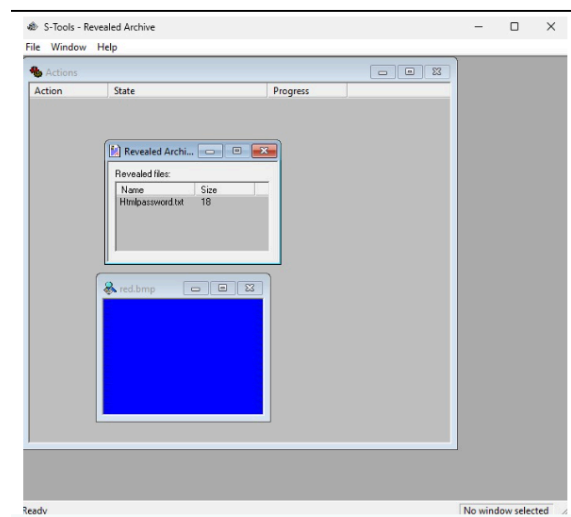 S-Tools - Revealed Archive
File Window Help
Actions
Action State Progress
Revealed Archi...
Revealed files:
Name Size
Htmlpassword.txt 18
red.bmp
Ready No window selected